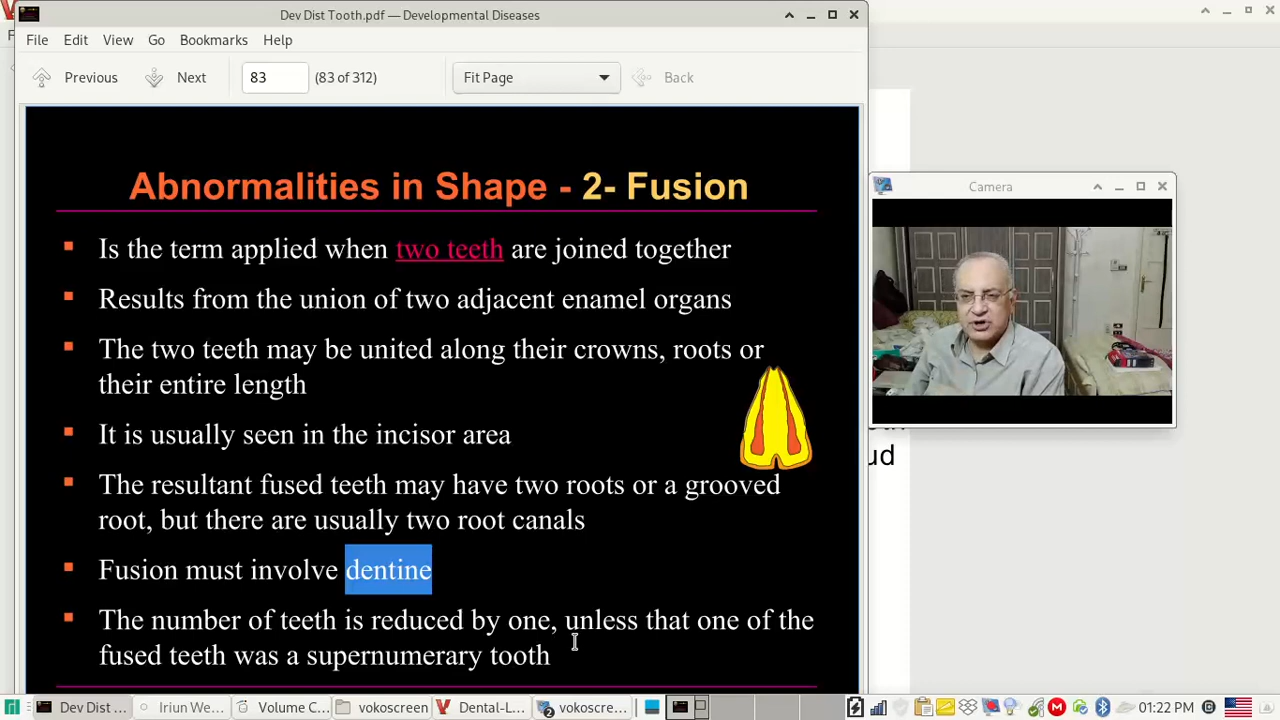 Dev Dist Tooth.pdf — Developmental Diseases
File Edit View Go Bookmarks Help
Previous Next 83 (83 of 312) Fit Page Back
Abnormalities in Shape - 2- Fusion
Is the term applied when two teeth are joined together
Results from the union of two adjacent enamel organs
The two teeth may be united along their crowns, roots or
their entire length
It is usually seen in the incisor area
The resultant fused teeth may have two roots or a grooved
root, but there are usually two root canals
Fusion must involve dentine
The number of teeth is reduced by one, unless that one of the
fused teeth was a supernumerary tooth
Camera
ud
Dev Dist ... Iriun We... Volume C... vokoscreen Dental-L... vokoscre... 01:22 PM